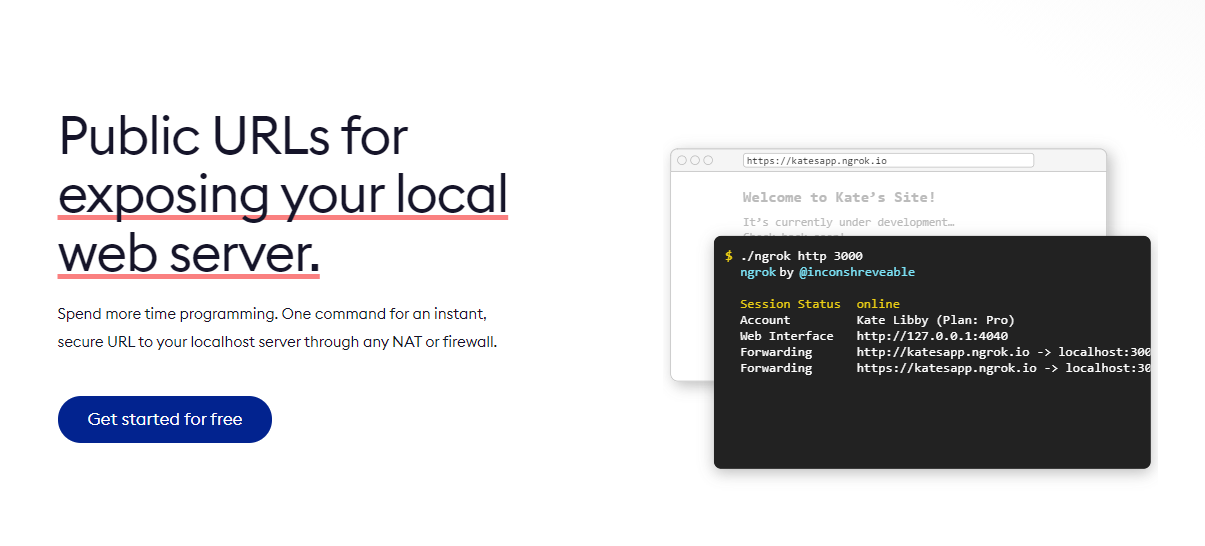 Public URLs for
exposing your local
web server.
Spend more time programming. One command for an instant,
secure URL to your localhost server through any NAT or firewall.
Get started for free
https://katesapp.ngrok.io
Welcome to Kate’s Site!
It’s currently under development…
$ ./ngrok http 3000
ngrok by @inconshreveable
Session Status online
Account Kate Libby (Plan: Pro)
Web Interface http://127.0.0.1:4040
Forwarding http://katesapp.ngrok.io -> localhost:300
Forwarding https://katesapp.ngrok.io -> localhost:30